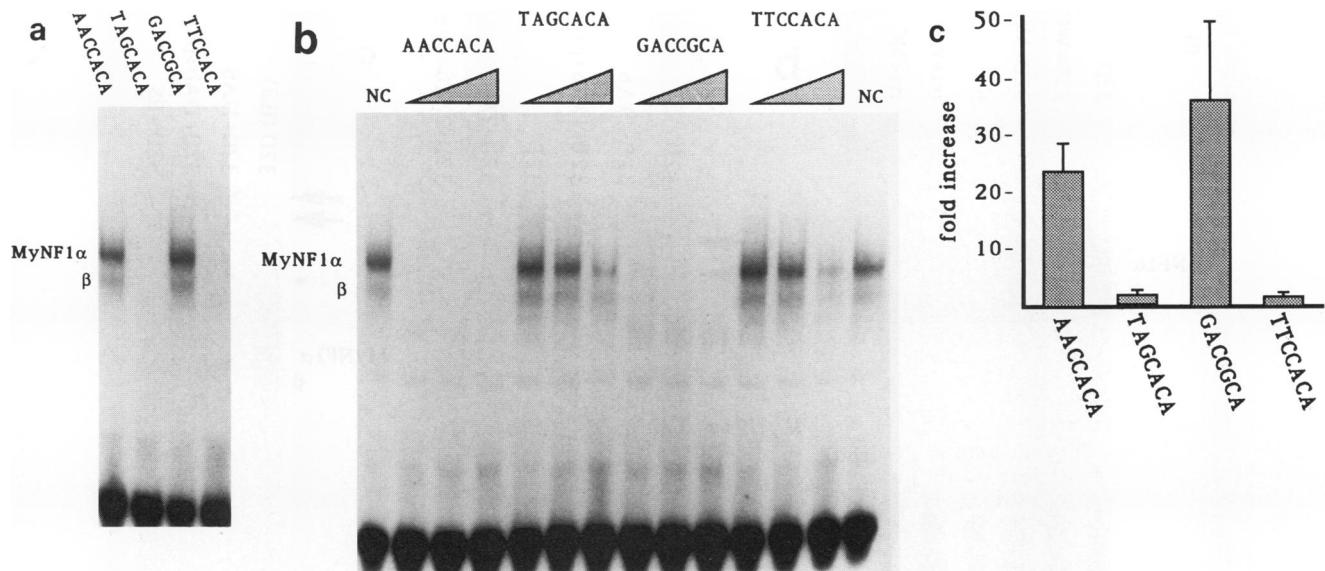 a
AACCACA
TAGCACA
GACCGCA
TTCCACA
MyNF1α
β
b
TAGCACA
TTCCACA
AACCACA
GACCGCA
NC
NC
MyNF1α
β
c
50
40
30
20
10
fold increase
AACCACA
TAGCACA
GACCGCA
TTCCACA